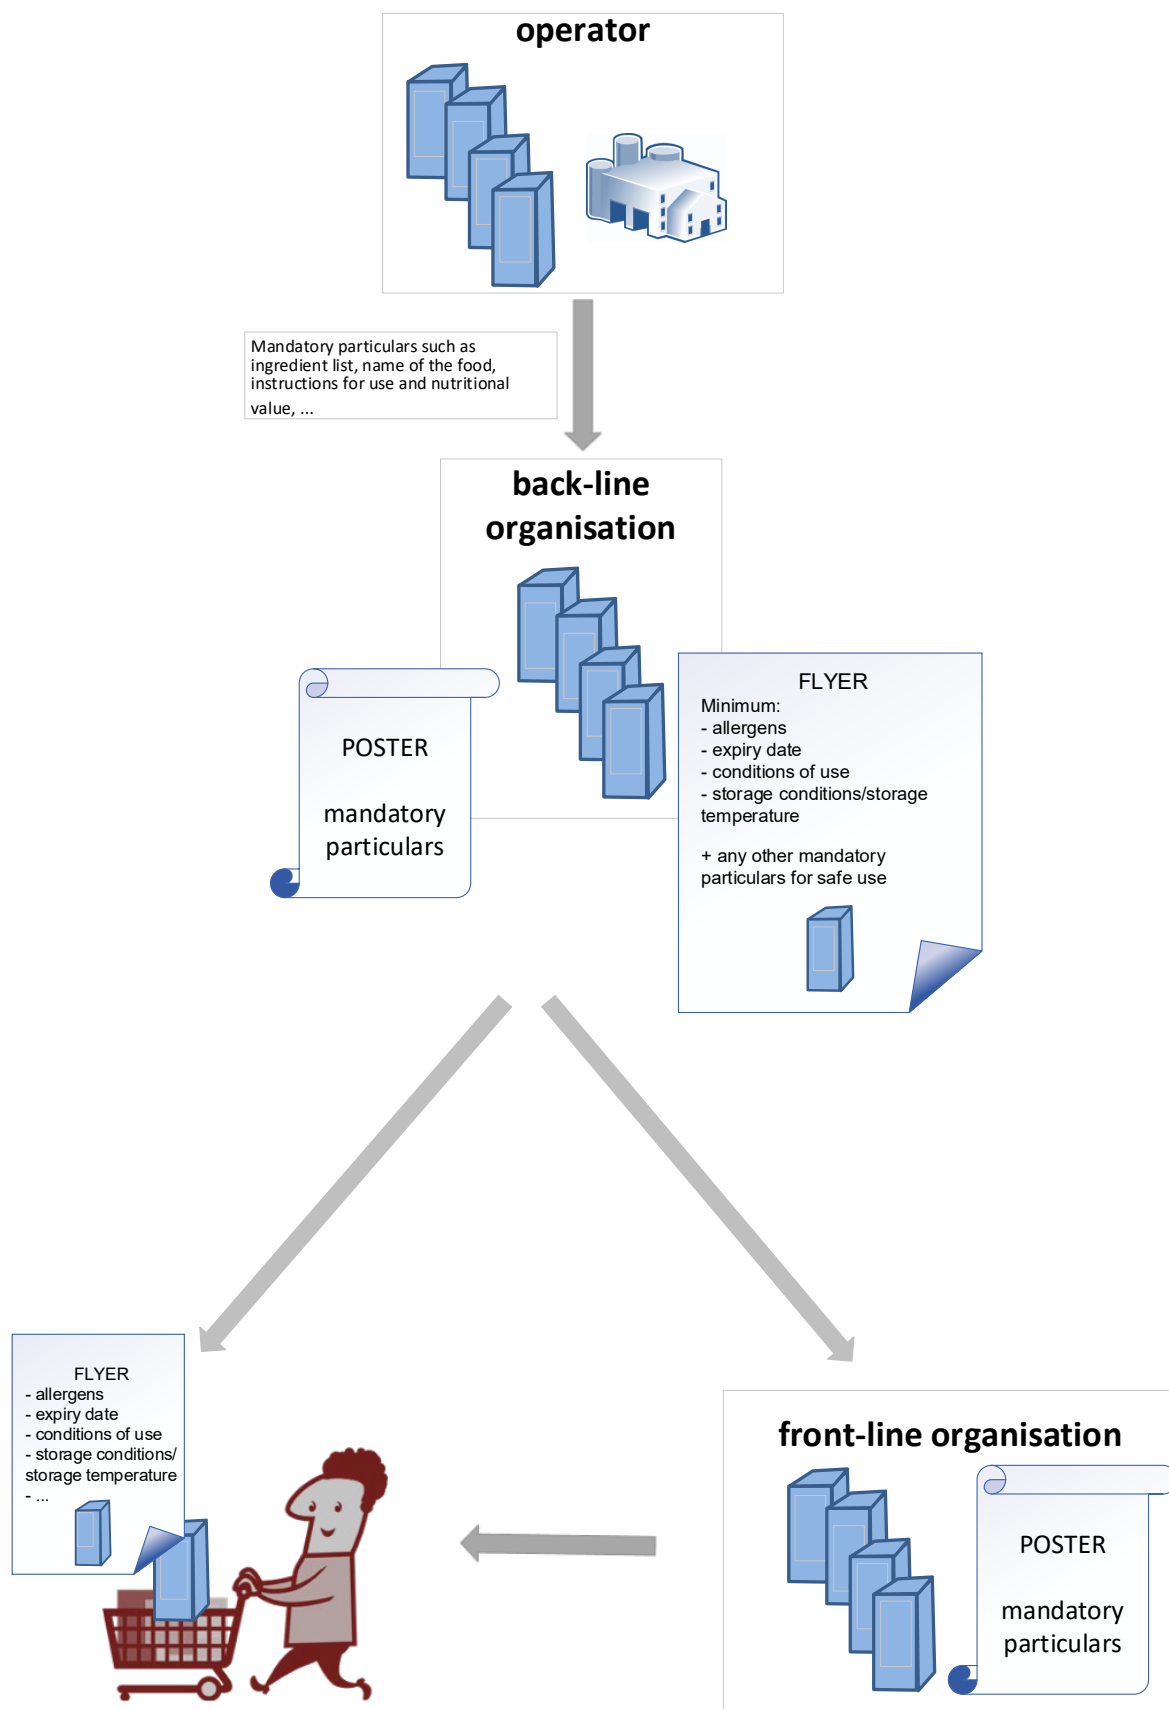 operator
Mandatory particulars such as
ingredient list, name of the food,
instructions for use and nutritional
value, ...
back-line
organisation
POSTER
mandatory
particulars
FLYER
Minimum:
- allergens
- expiry date
- conditions of use
- storage conditions/storage
temperature
+ any other mandatory
particulars for safe use
FLYER
- allergens
- expiry date
- conditions of use
- storage conditions/
storage temperature
- ...
front-line organisation
POSTER
mandatory
particulars